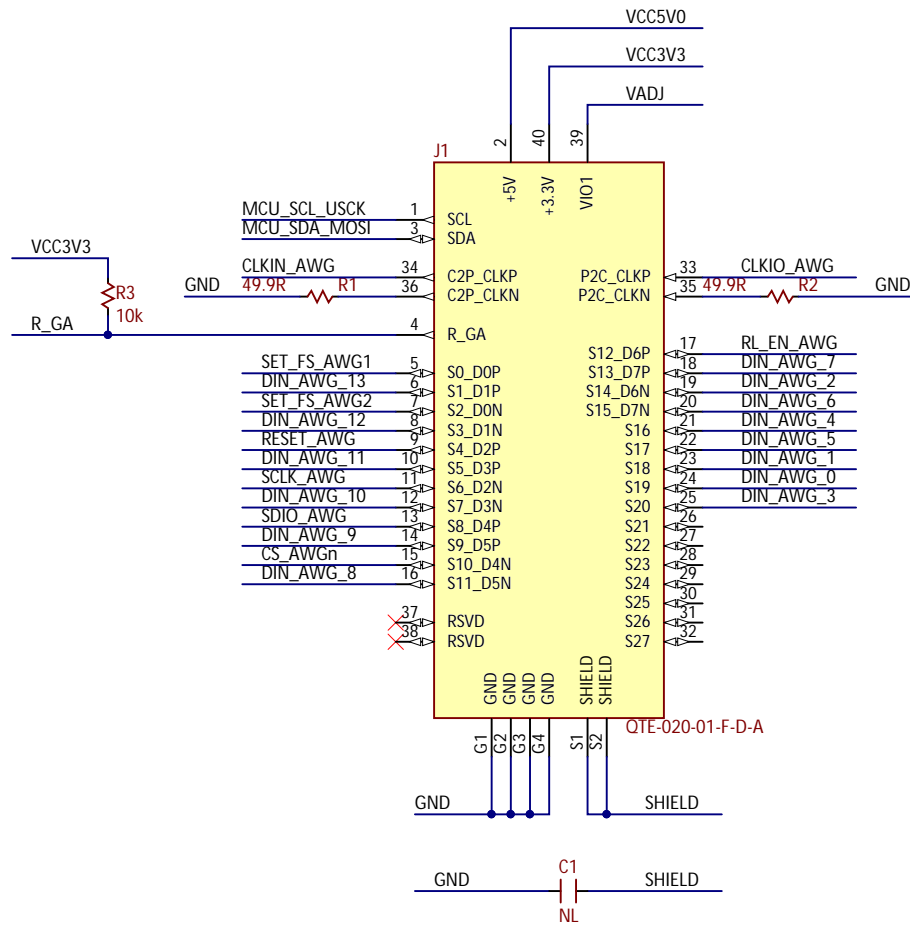 VCC5V0
VCC3V3
VADJ
2
40
39
J1
+5V
+3.3V
VIO1
MCU_SCL_USCK 1 SCL
MCU_SDA_MOSI 3 SDA
VCC3V3
CLKIN_AWG 34 C2P_CLKP P2C_CLKP 33 CLKIO_AWG
GND 49.9R R1 36 C2P_CLKN P2C_CLKN 35 49.9R R2 GND
R3
10k
R_GA 4 R_GA
S12_D6P 17 RL_EN_AWG
SET_FS_AWG1 5 S0_D0P S13_D7P 18 DIN_AWG_7
DIN_AWG_13 6 S1_D1P S14_D6N 19 DIN_AWG_2
SET_FS_AWG2 7 S2_D0N S15_D7N 20 DIN_AWG_6
DIN_AWG_12 8 S3_D1N S16 21 DIN_AWG_4
RESET_AWG 9 S4_D2P S17 22 DIN_AWG_5
DIN_AWG_11 10 S5_D3P S18 23 DIN_AWG_1
SCLK_AWG 11 S6_D2N S19 24 DIN_AWG_0
DIN_AWG_10 12 S7_D3N S20 25 DIN_AWG_3
SDIO_AWG 13 S8_D4P S21 26
DIN_AWG_9 14 S9_D5P S22 27
CS_AWGn 15 S10_D4N S23 28
DIN_AWG_8 16 S11_D5N S24 29
S25 30
37 RSVD S26 31
38 RSVD S27 32
GND
GND
GND
GND
SHIELD
SHIELD
QTE-020-01-F-D-A
G1
G2
G3
G4
S1
S2
GND SHIELD
C1
GND SHIELD
NL